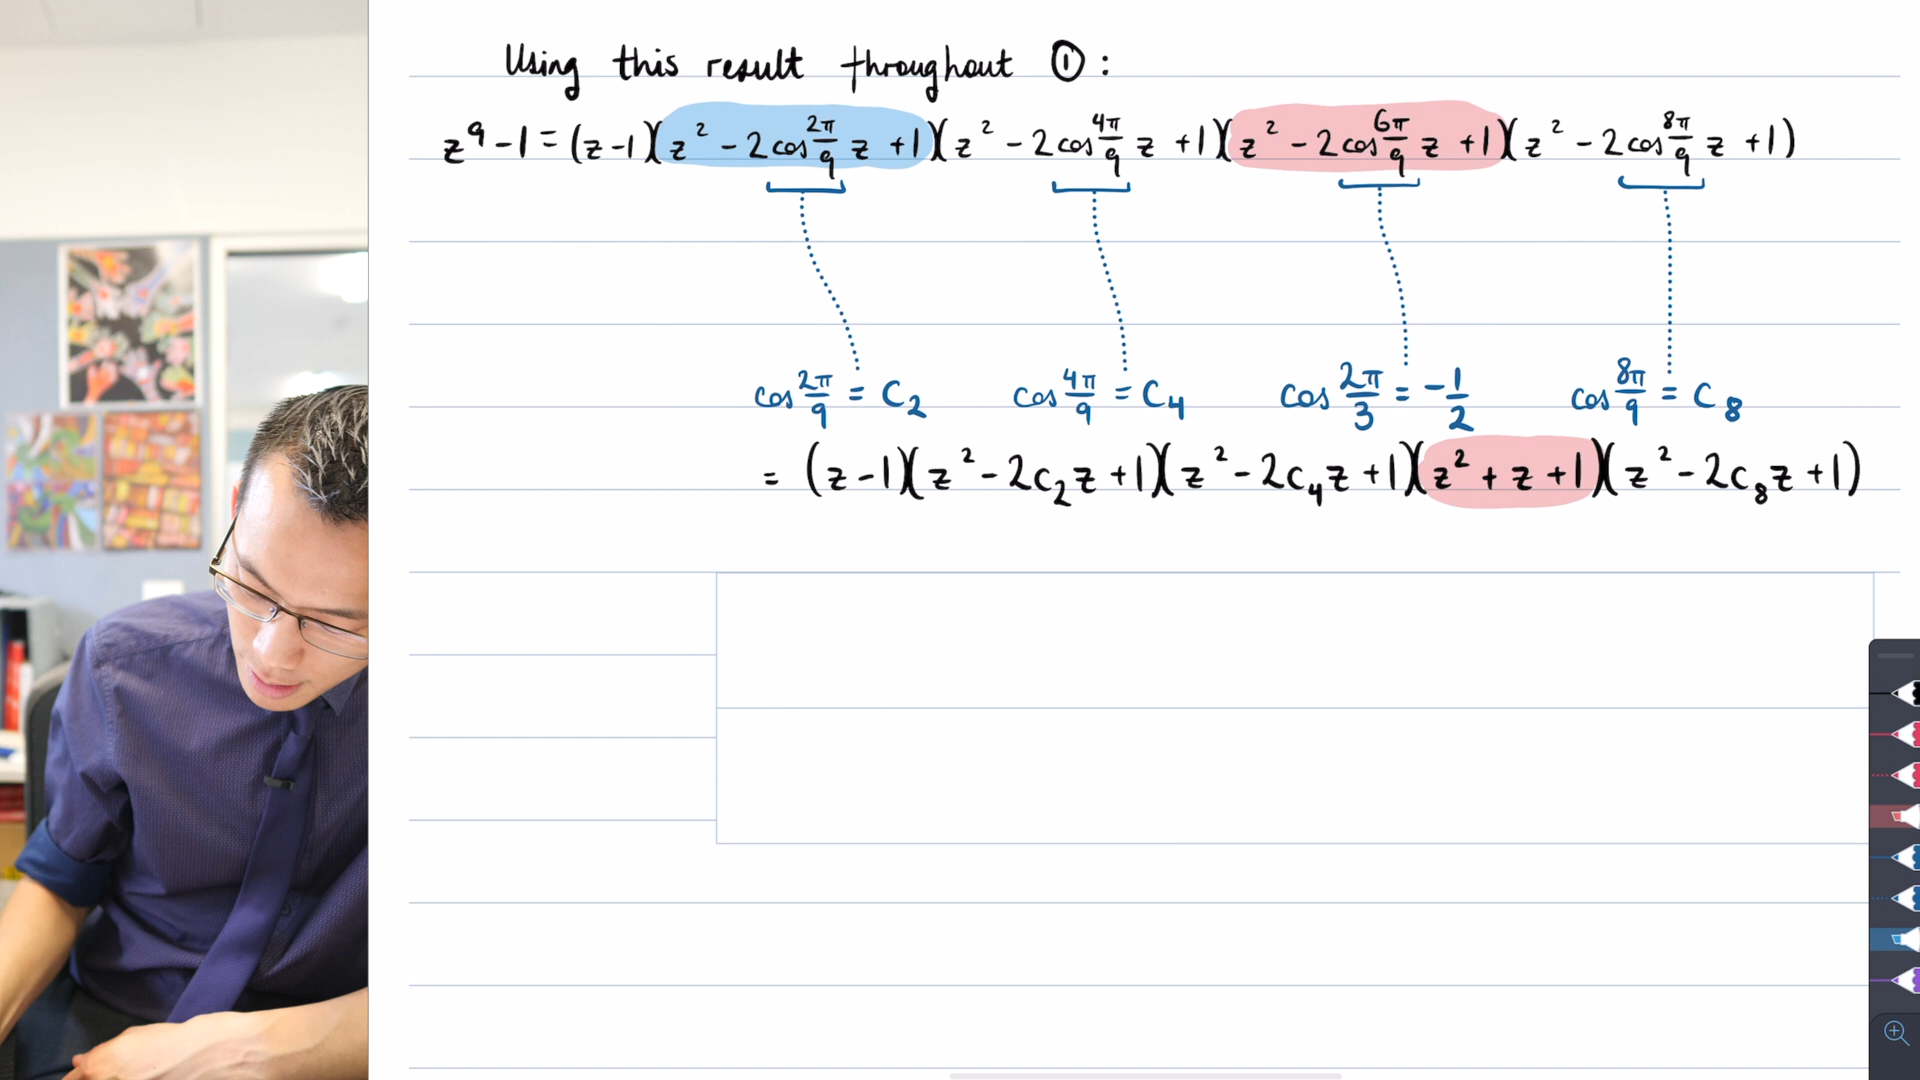 Using this result throughout ①:
z⁹ - 1 = (z-1)(z² - 2cos 2π/9 z + 1)(z² - 2cos 4π/9 z + 1)(z² - 2cos 6π/9 z + 1)(z² - 2cos 8π/9 z + 1)
cos 2π/9 = C₂ cos 4π/9 = C₄ cos 2π/3 = -1/2 cos 8π/9 = C₈
= (z-1)(z² - 2c₂z + 1)(z² - 2c₄z + 1)(z² + z + 1)(z² - 2c₈z + 1)